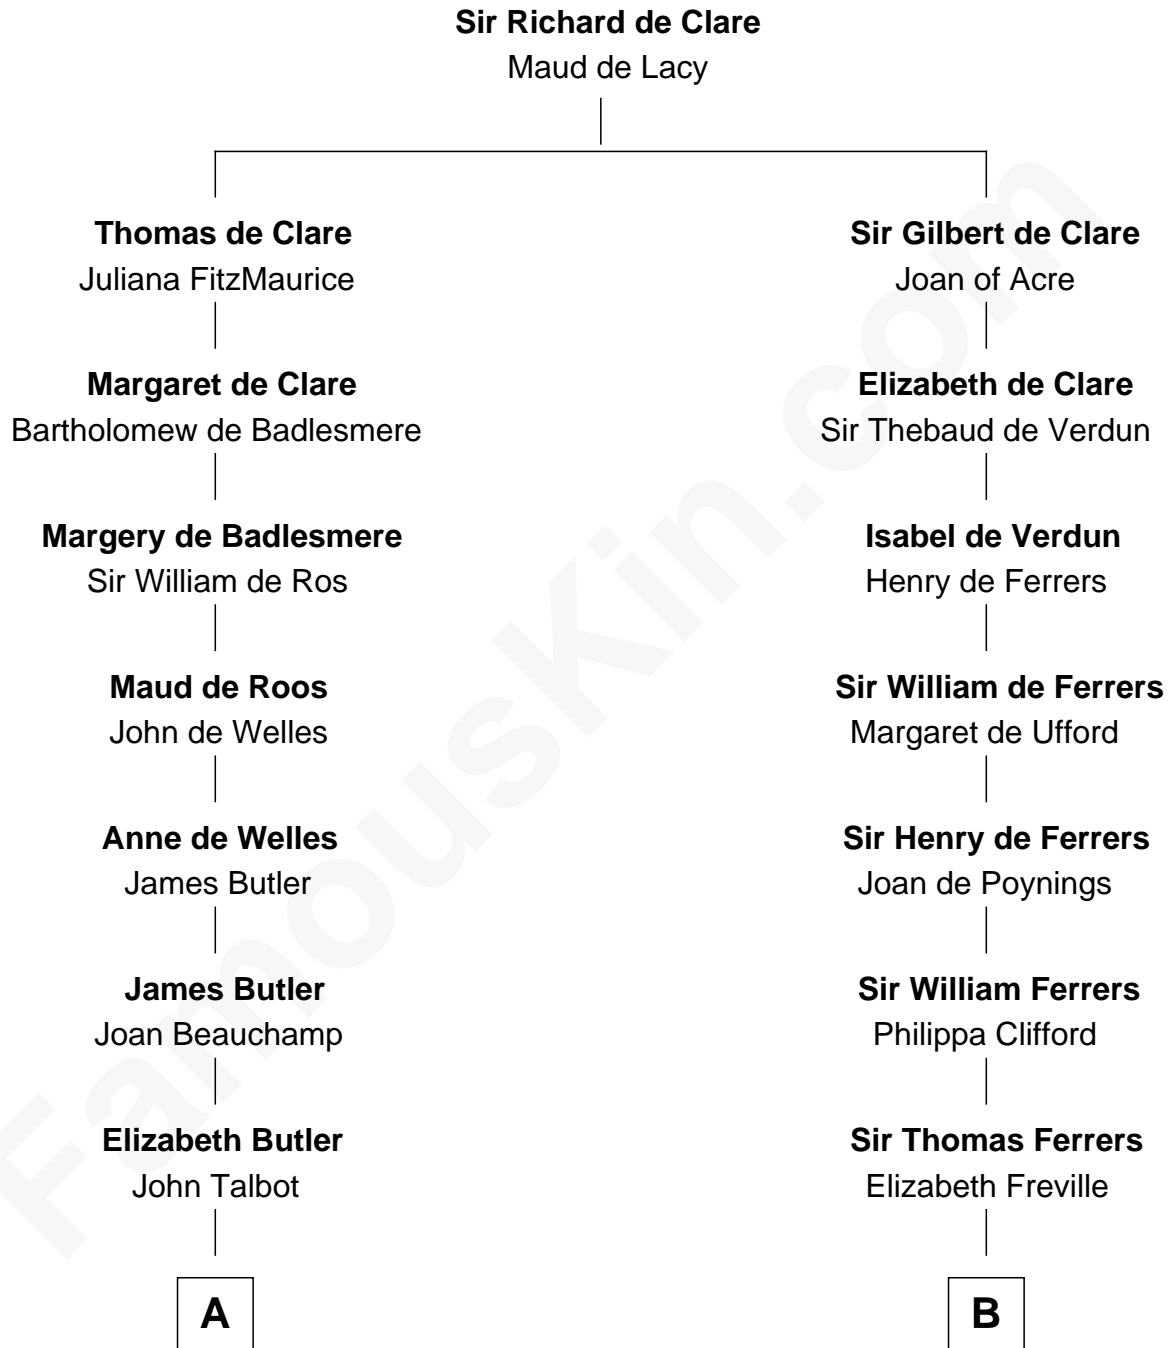 Sir Richard de Clare
Maud de Lacy
Thomas de Clare
Juliana FitzMaurice
Sir Gilbert de Clare
Joan of Acre
Margaret de Clare
Bartholomew de Badlesmere
Elizabeth de Clare
Sir Thebaud de Verdun
Margery de Badlesmere
Sir William de Ros
Isabel de Verdun
Henry de Ferrers
Maud de Roos
John de Welles
Sir William de Ferrers
Margaret de Ufford
Anne de Welles
James Butler
Sir Henry de Ferrers
Joan de Poynings
James Butler
Joan Beauchamp
Sir William Ferrers
Philippa Clifford
Elizabeth Butler
John Talbot
Sir Thomas Ferrers
Elizabeth Freville
A
B
FamousKin.com